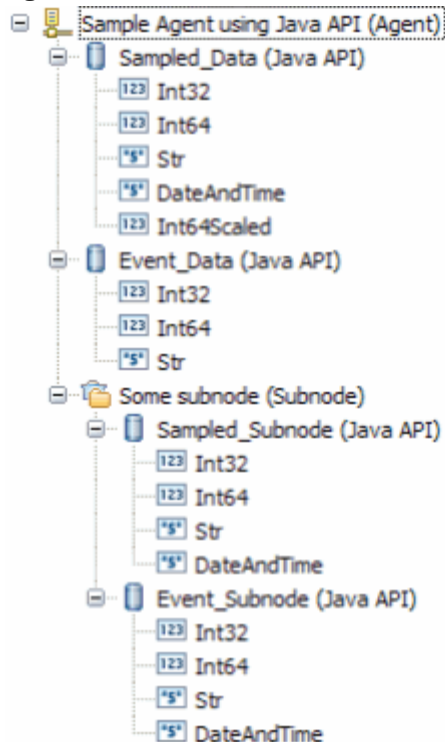 Sample Agent using Java API (Agent)
Sampled_Data (Java API)
123 Int32
123 Int64
"S" Str
"S" DateAndTime
123 Int64Scaled
Event_Data (Java API)
123 Int32
123 Int64
"S" Str
Some subnode (Subnode)
Sampled_Subnode (Java API)
123 Int32
123 Int64
"S" Str
"S" DateAndTime
Event_Subnode (Java API)
123 Int32
123 Int64
"S" Str
"S" DateAndTime